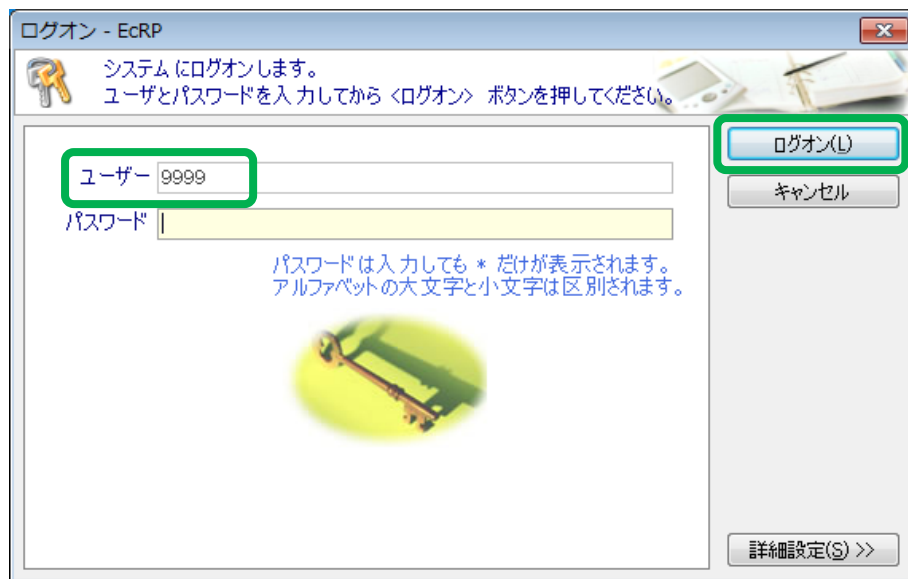 ログオン - EcRP
システムにログオンします。
ユーザとパスワードを入力してから <ログオン> ボタンを押してください。
ログオン(L)
キャンセル
ユーザー 9999
パスワード
パスワードは入力しても * だけが表示されます。
アルファベットの大文字と小文字は区別されます。
詳細設定(S) >>